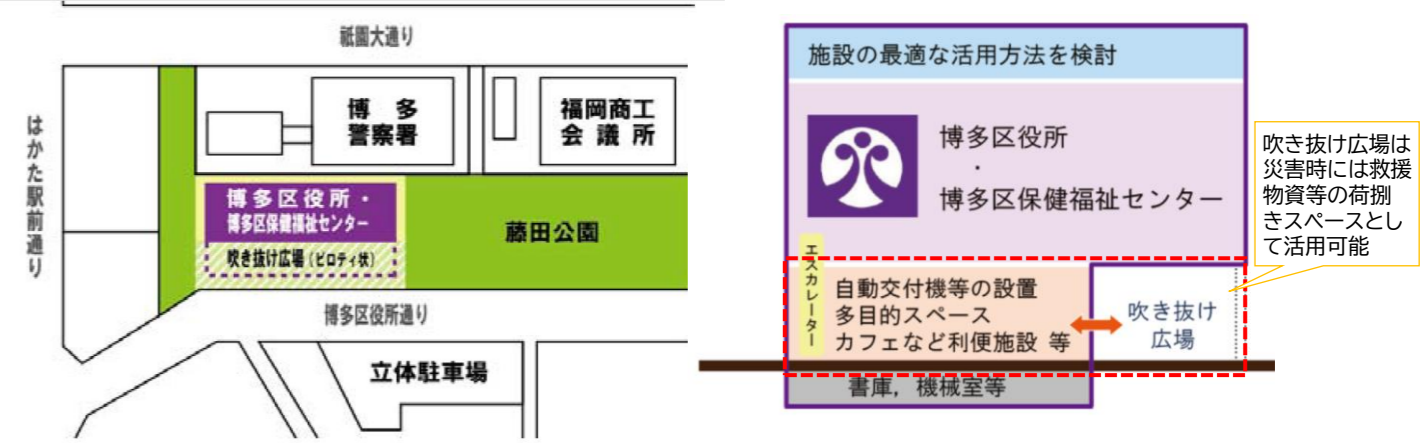 祇園大通り
はかた駅前通り
博多
警察署
福岡商工
会議所
博多区役所・
博多区保健福祉センター
吹き抜け広場(ピロティ状)
藤田公園
博多区役所通り
立体駐車場
施設の最適な活用方法を検討
博多区役所
・
博多区保健福祉センター
エスカレーター
自動交付機等の設置
多目的スペース
カフェなど利便施設 等
吹き抜け
広場
書庫，機械室等
吹き抜け広場は
災害時には救援
物資等の荷捌
きスペースとし
て活用可能